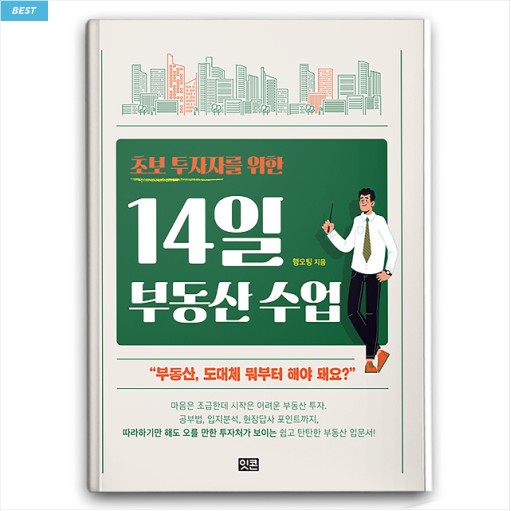 BEST
초보 투자자를 위한
14일
햄오팅 지음
부동산 수업
“부동산, 도대체 뭐부터 해야 돼요?”
마음은 조급한데 시작은 어려운 부동산 투자.
공부법, 입지분석, 현장답사 포인트까지,
따라하기만 해도 오를 만한 투자처가 보이는 쉽고 탄탄한 부동산 입문서!
잇콘